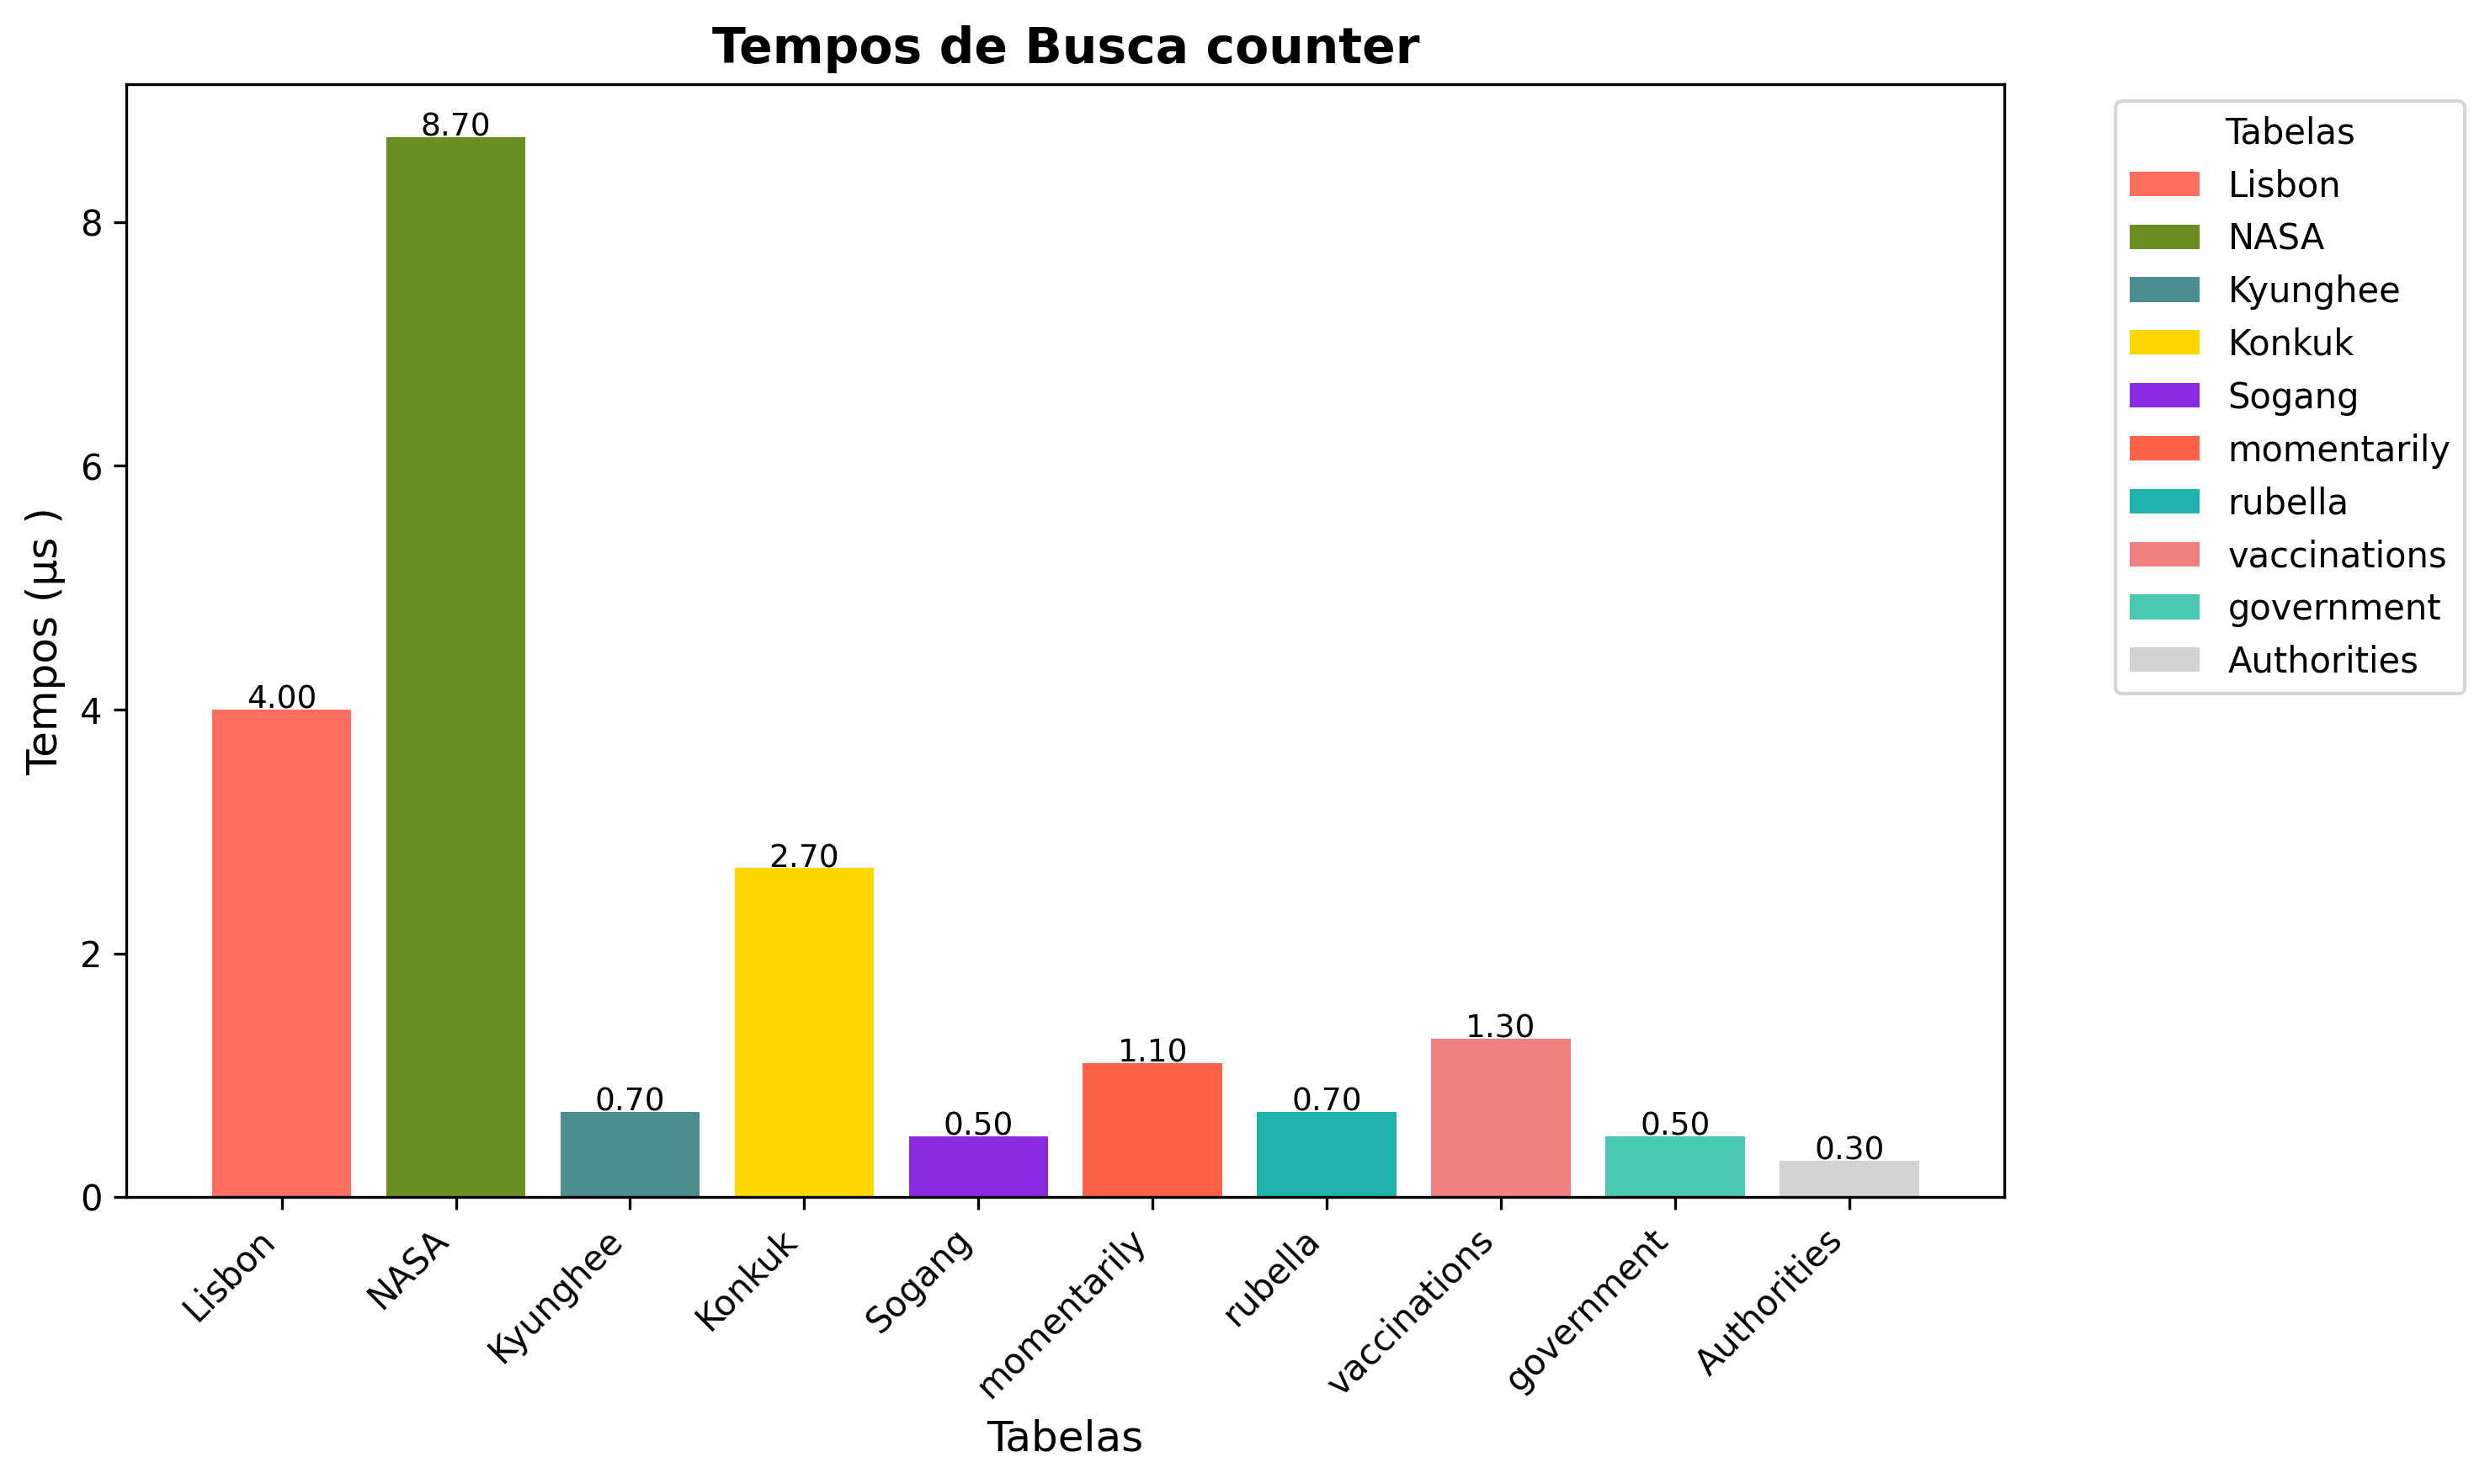 Tempos de Busca counter
Tempos (µs )
8
6
4
2
0
4.00
8.70
0.70
2.70
0.50
1.10
0.70
1.30
0.50
0.30
Lisbon
NASA
Kyunghee
Konkuk
Sogang
momentarily
rubella
vaccinations
government
Authorities
Tabelas
Tabelas
Lisbon
NASA
Kyunghee
Konkuk
Sogang
momentarily
rubella
vaccinations
government
Authorities